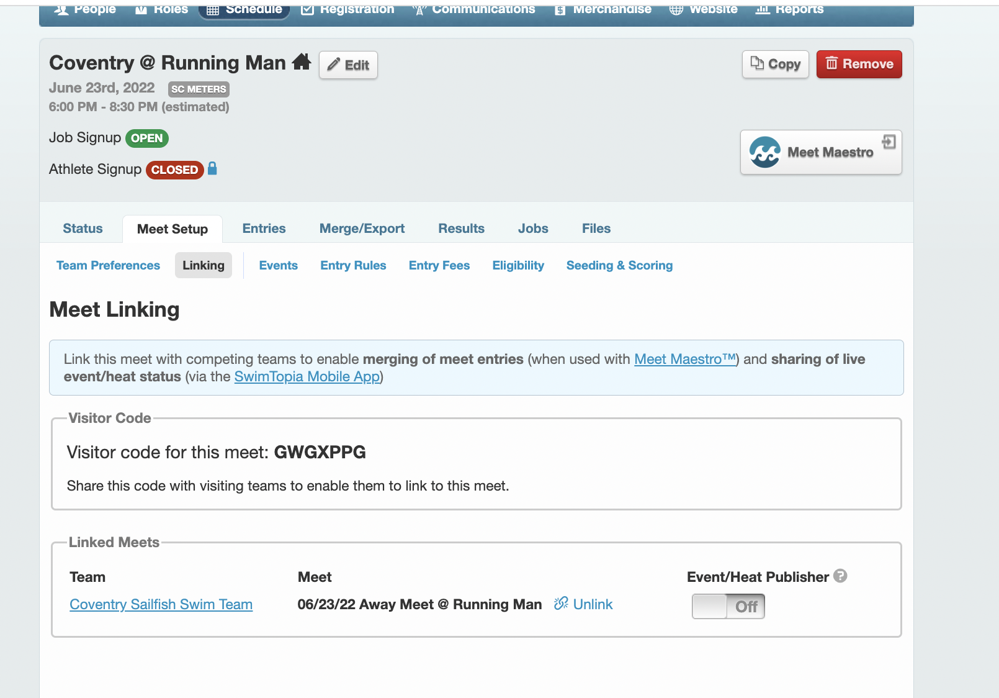 People Roles Schedule Registration Communications Merchandise Website Reports
Coventry @ Running Man Edit Copy Remove
June 23rd, 2022 SC METERS
6:00 PM - 8:30 PM (estimated)
Job Signup OPEN
Meet Maestro
Athlete Signup CLOSED
Status Meet Setup Entries Merge/Export Results Jobs Files
Team Preferences Linking Events Entry Rules Entry Fees Eligibility Seeding & Scoring
Meet Linking
Link this meet with competing teams to enable merging of meet entries (when used with Meet Maestro™) and sharing of live
event/heat status (via the SwimTopia Mobile App)
Visitor Code
Visitor code for this meet: GWGXPPG
Share this code with visiting teams to enable them to link to this meet.
Linked Meets
Team Meet Event/Heat Publisher ?
Coventry Sailfish Swim Team 06/23/22 Away Meet @ Running Man Unlink Off